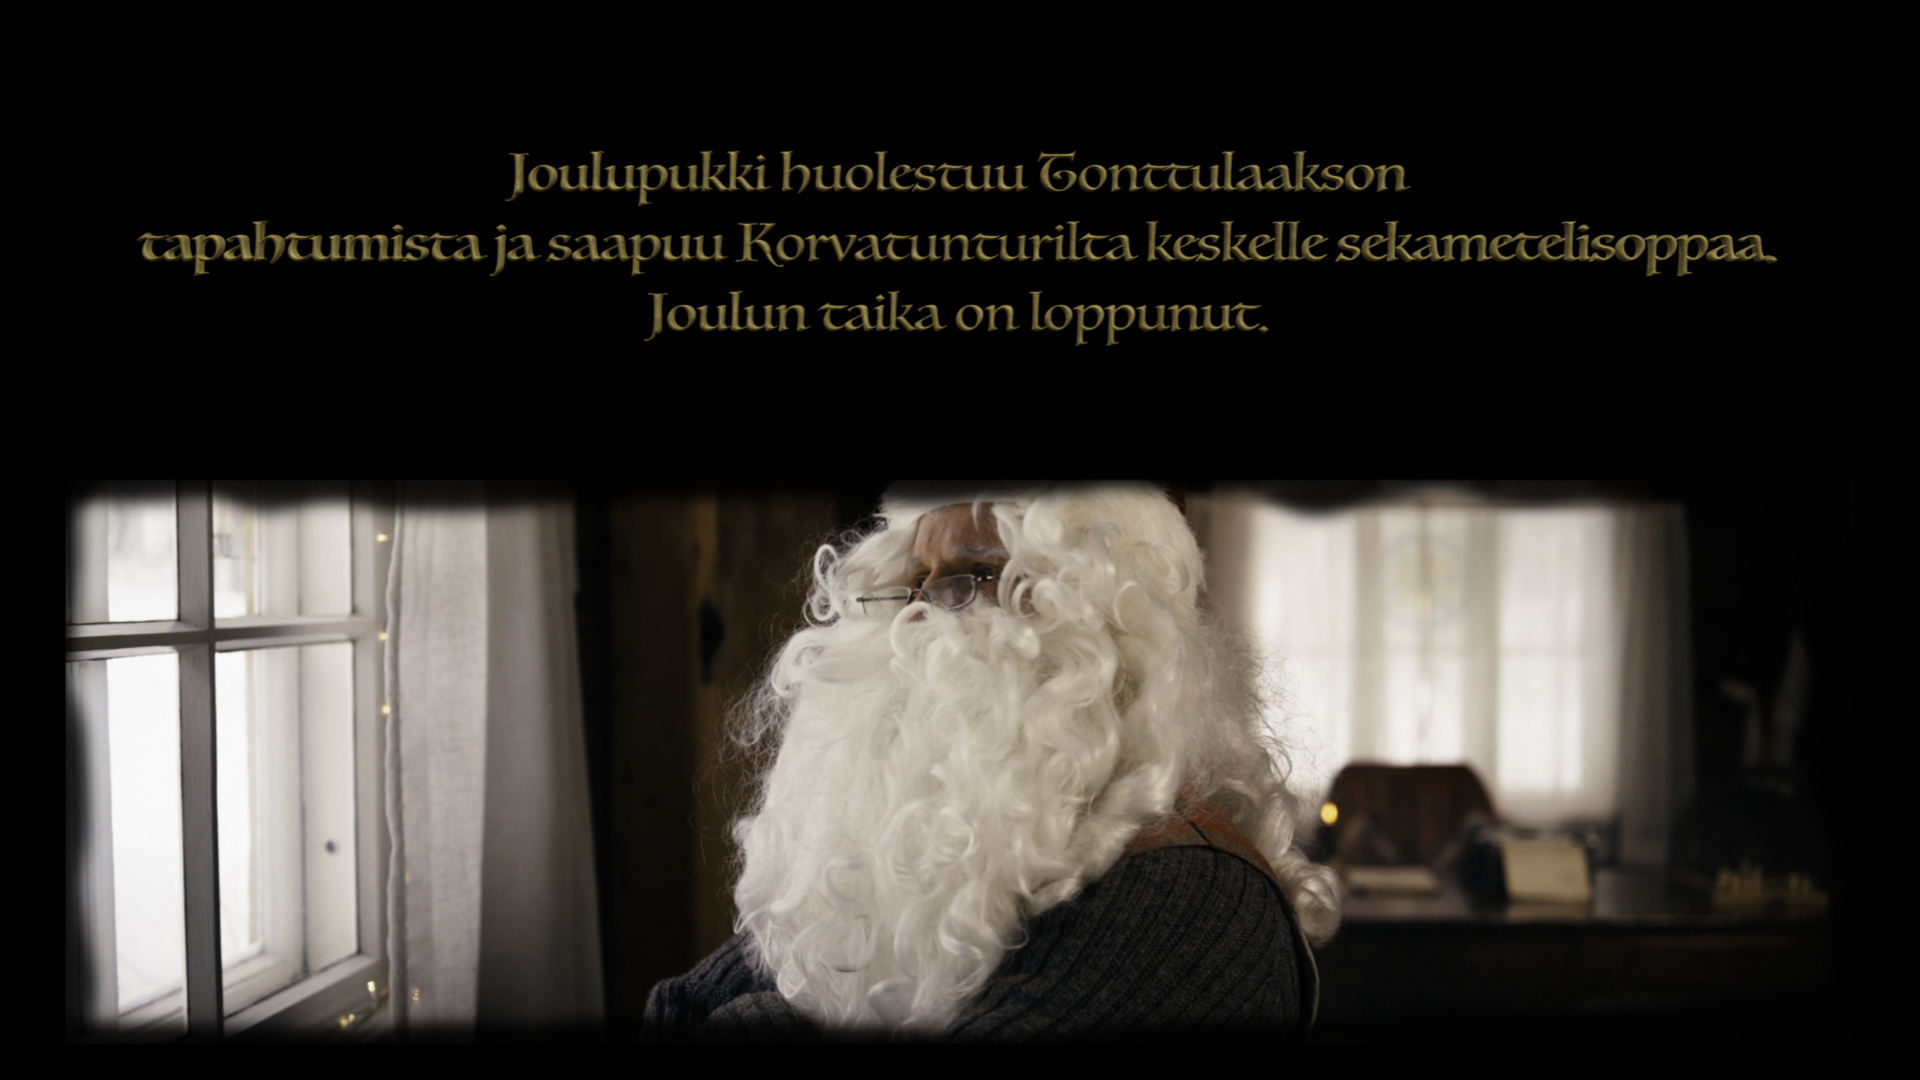 Joulupukki huolestuu Tonttulaakson
tapahtumista ja saapuu Korvatunturilta keskelle sekametelisoppaa.
Joulun taika on loppunut.